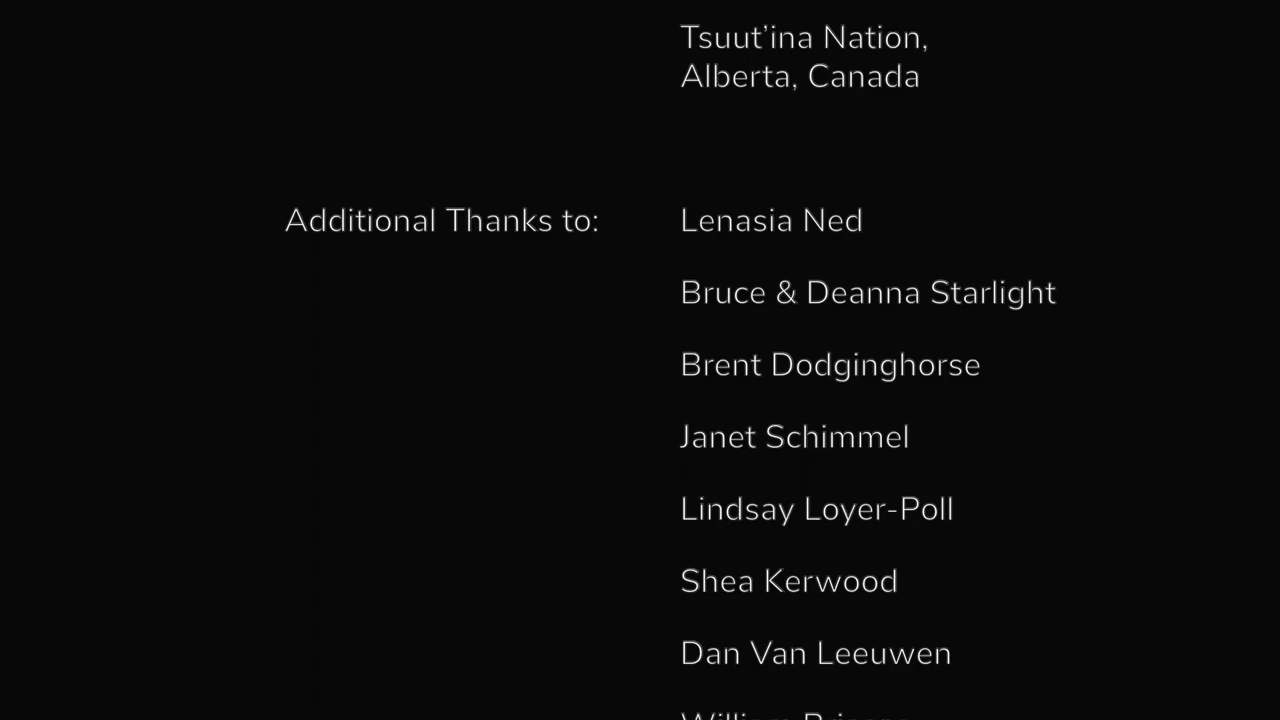 Tsuut’ina Nation,
Alberta, Canada
Additional Thanks to: Lenasia Ned
Bruce & Deanna Starlight
Brent Dodginghorse
Janet Schimmel
Lindsay Loyer-Poll
Shea Kerwood
Dan Van Leeuwen
William